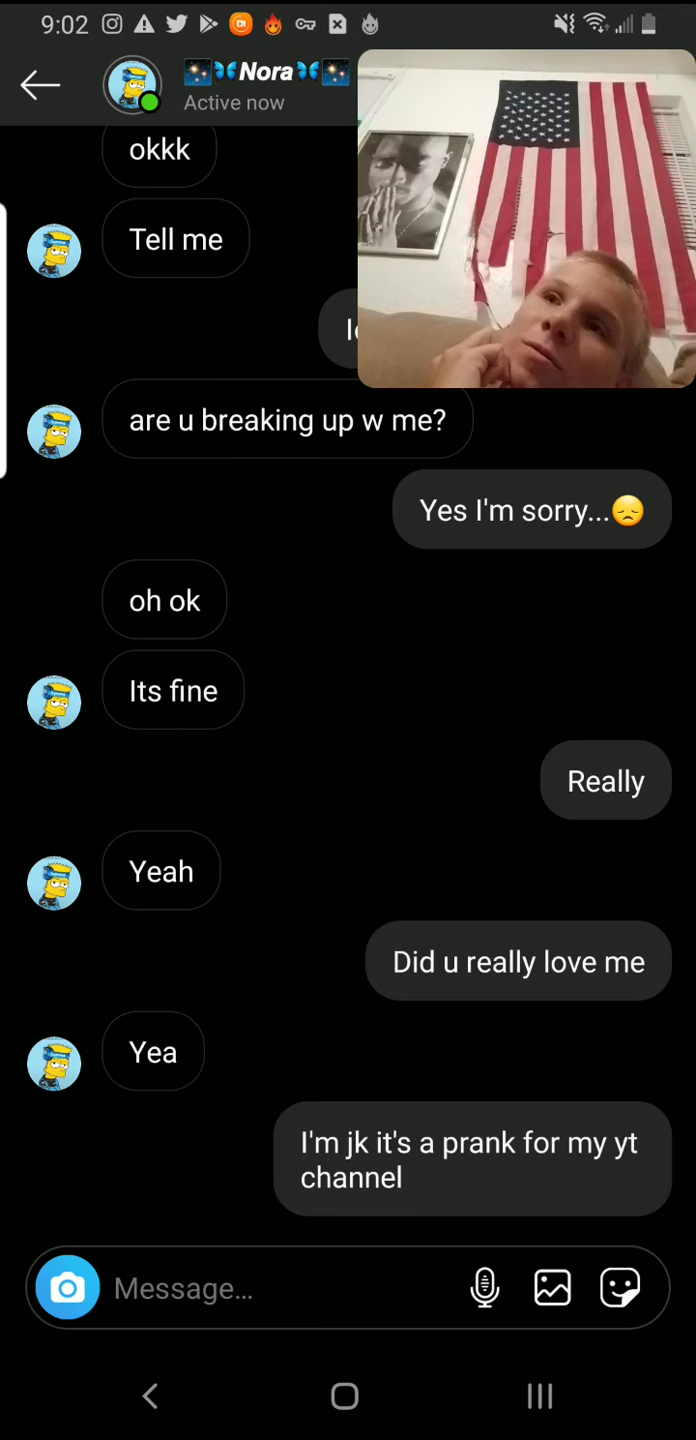 9:02
Nora
Active now
okkk
Tell me
are u breaking up w me?
Yes I'm sorry...😞
oh ok
Its fine
Really
Yeah
Did u really love me
Yea
I'm jk it's a prank for my yt
channel
Message...